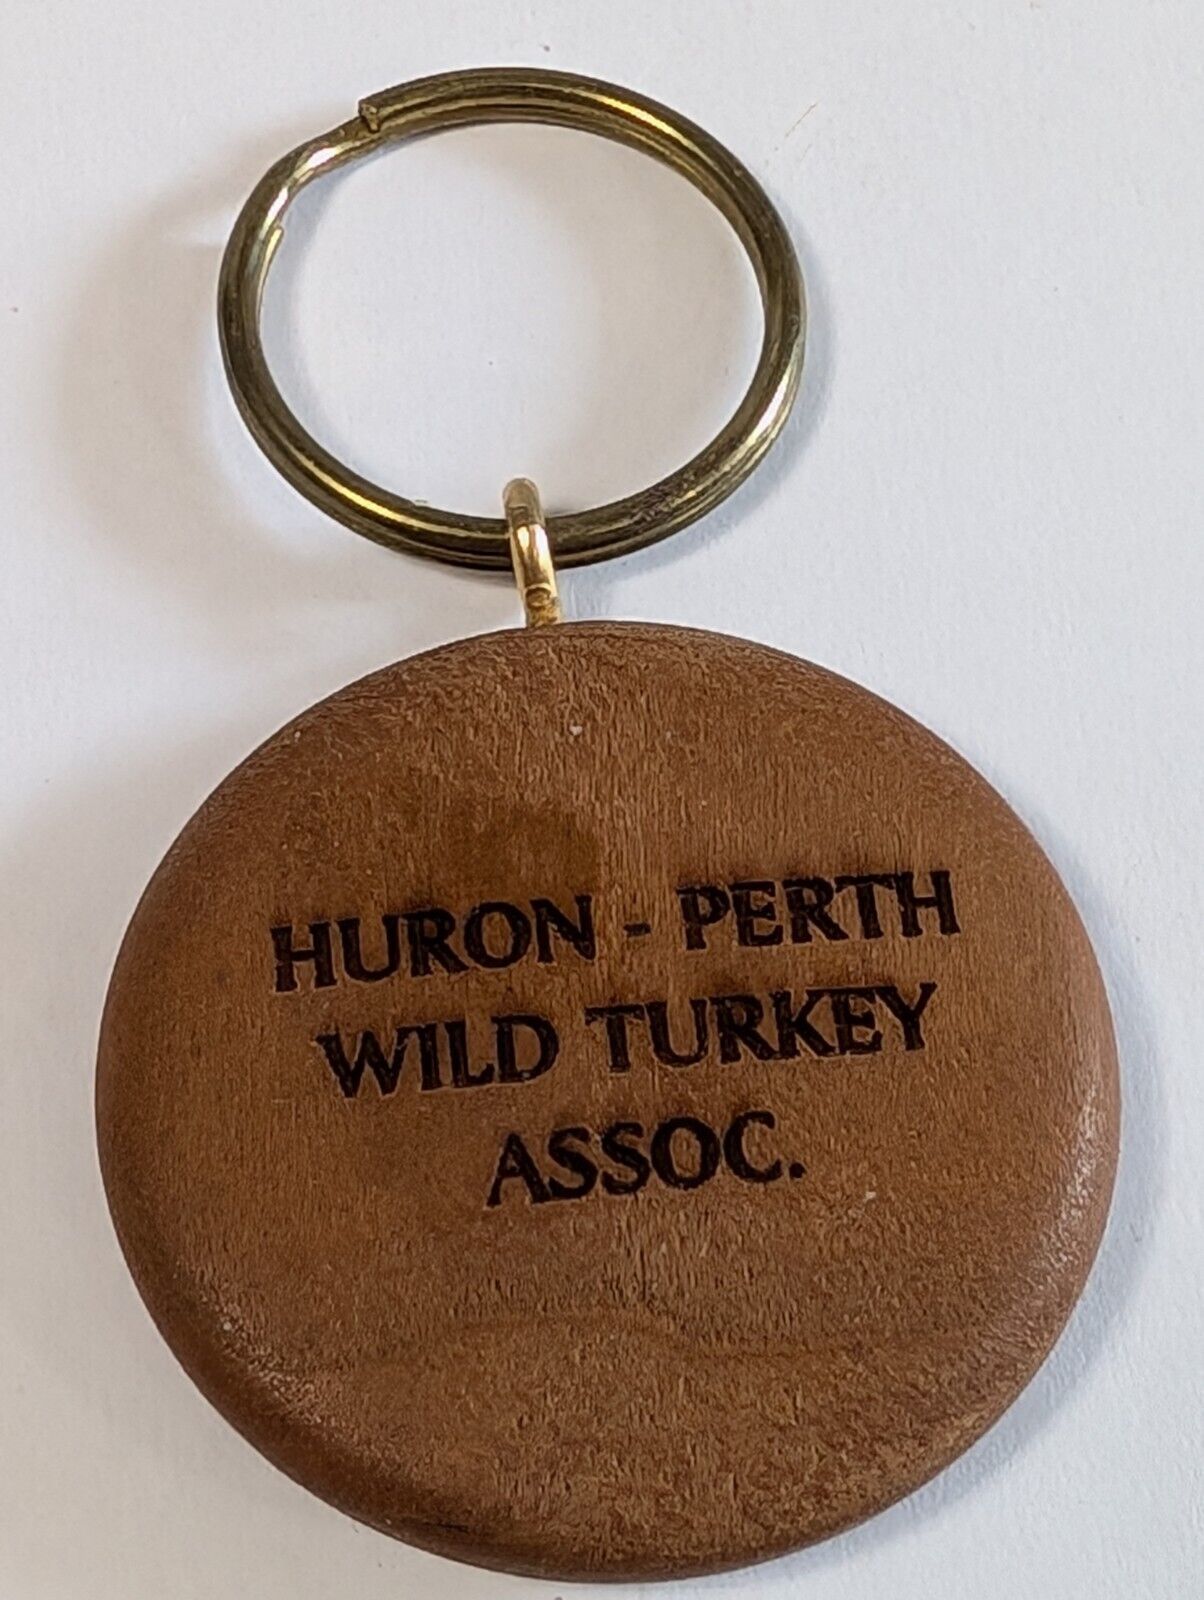 HURON - PERTH
WILD TURKEY
ASSOC.